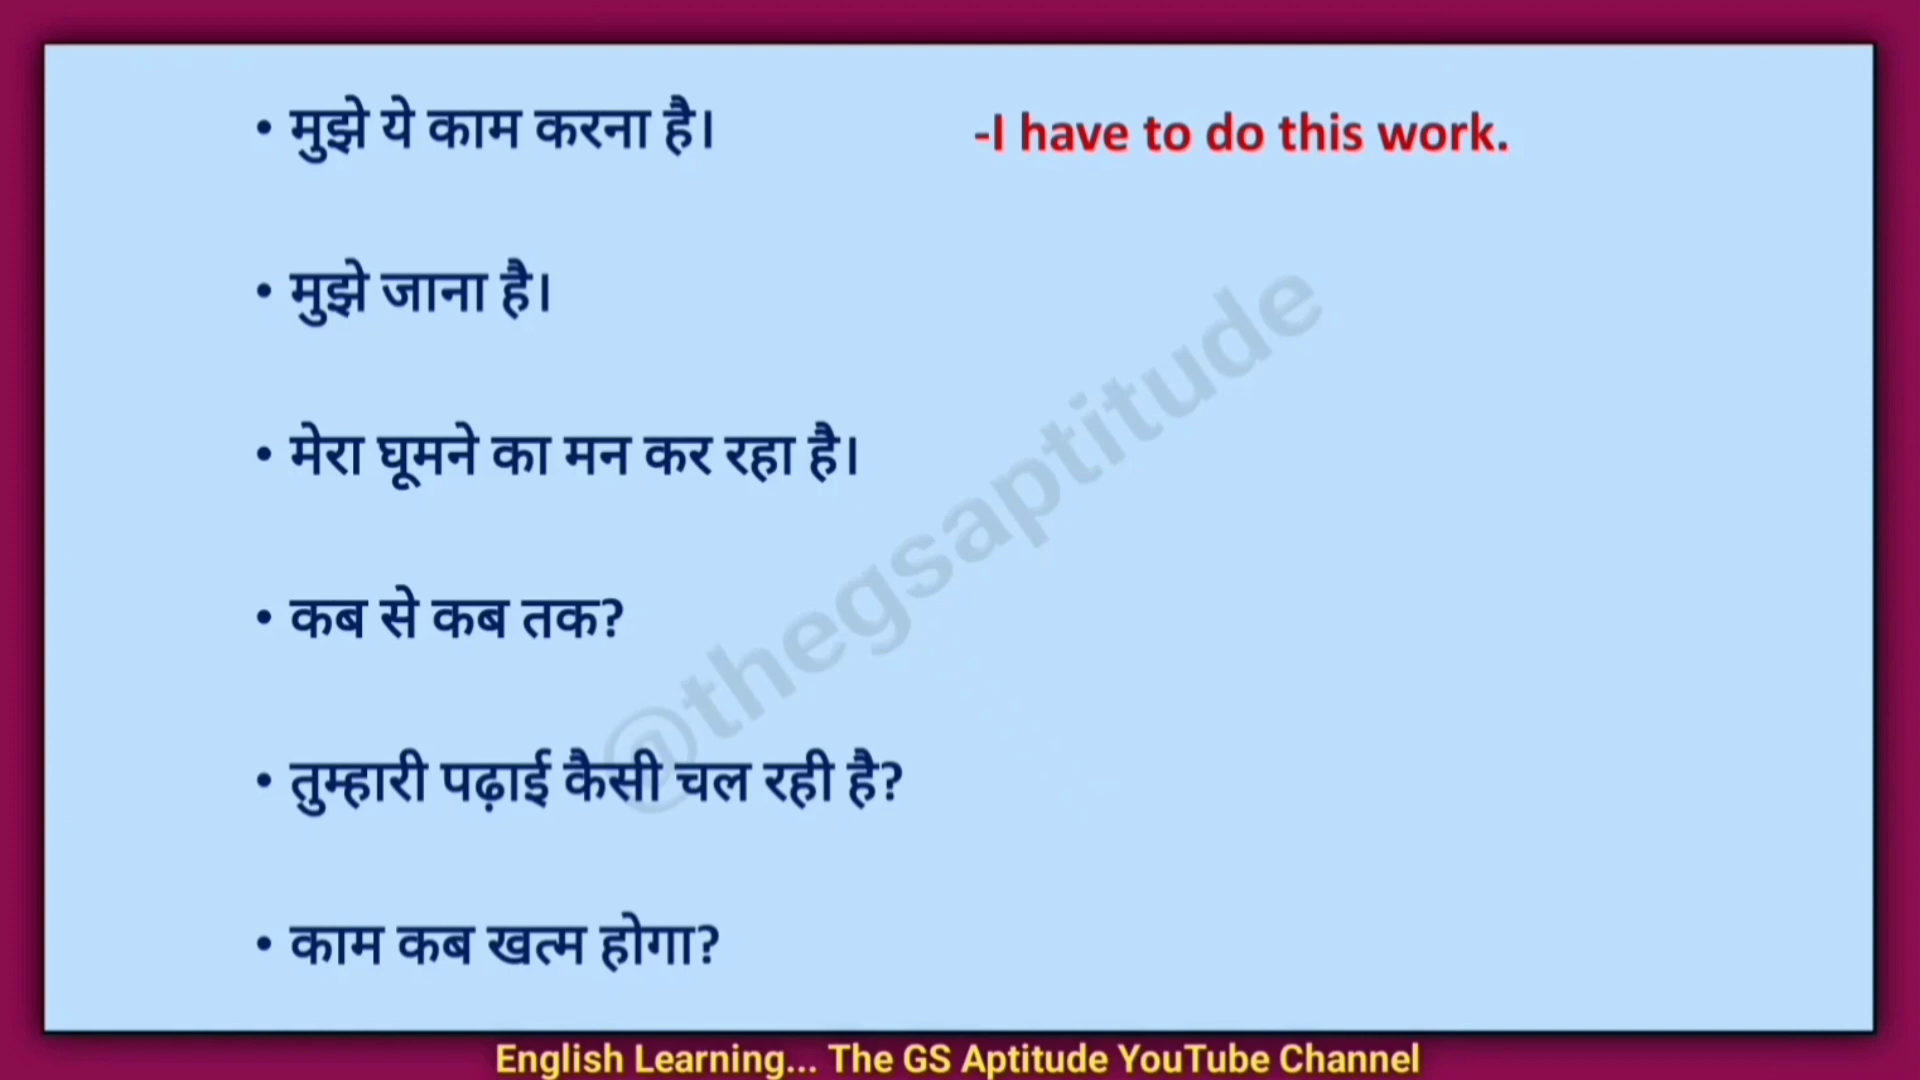 • मुझे ये काम करना है। -I have to do this work.
• मुझे जाना है।
• मेरा घूमने का मन कर रहा है।
• कब से कब तक?
• तुम्हारी पढ़ाई कैसी चल रही है?
• काम कब खत्म होगा?
@thegsaptitude
English Learning... The GS Aptitude YouTube Channel